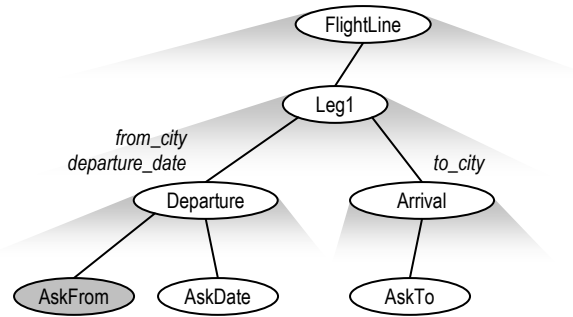 FlightLine
Leg1
from_city
departure_date
to_city
Departure
Arrival
AskFrom
AskDate
AskTo